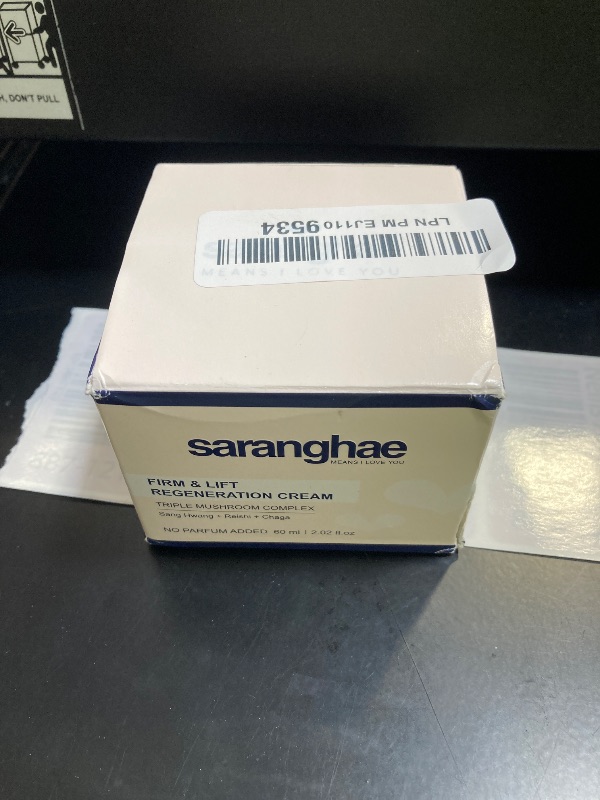 H, DON'T PULL
LPN PM EJ110 9534
MEANS I LOVE YOU
saranghae
MEANS I LOVE YOU
FIRM & LIFT
REGENERATION CREAM
TRIPLE MUSHROOM COMPLEX
Sang Hwang + Reishi + Chaga
NO PARFUM ADDED 60 ml | 2.02 fl.oz